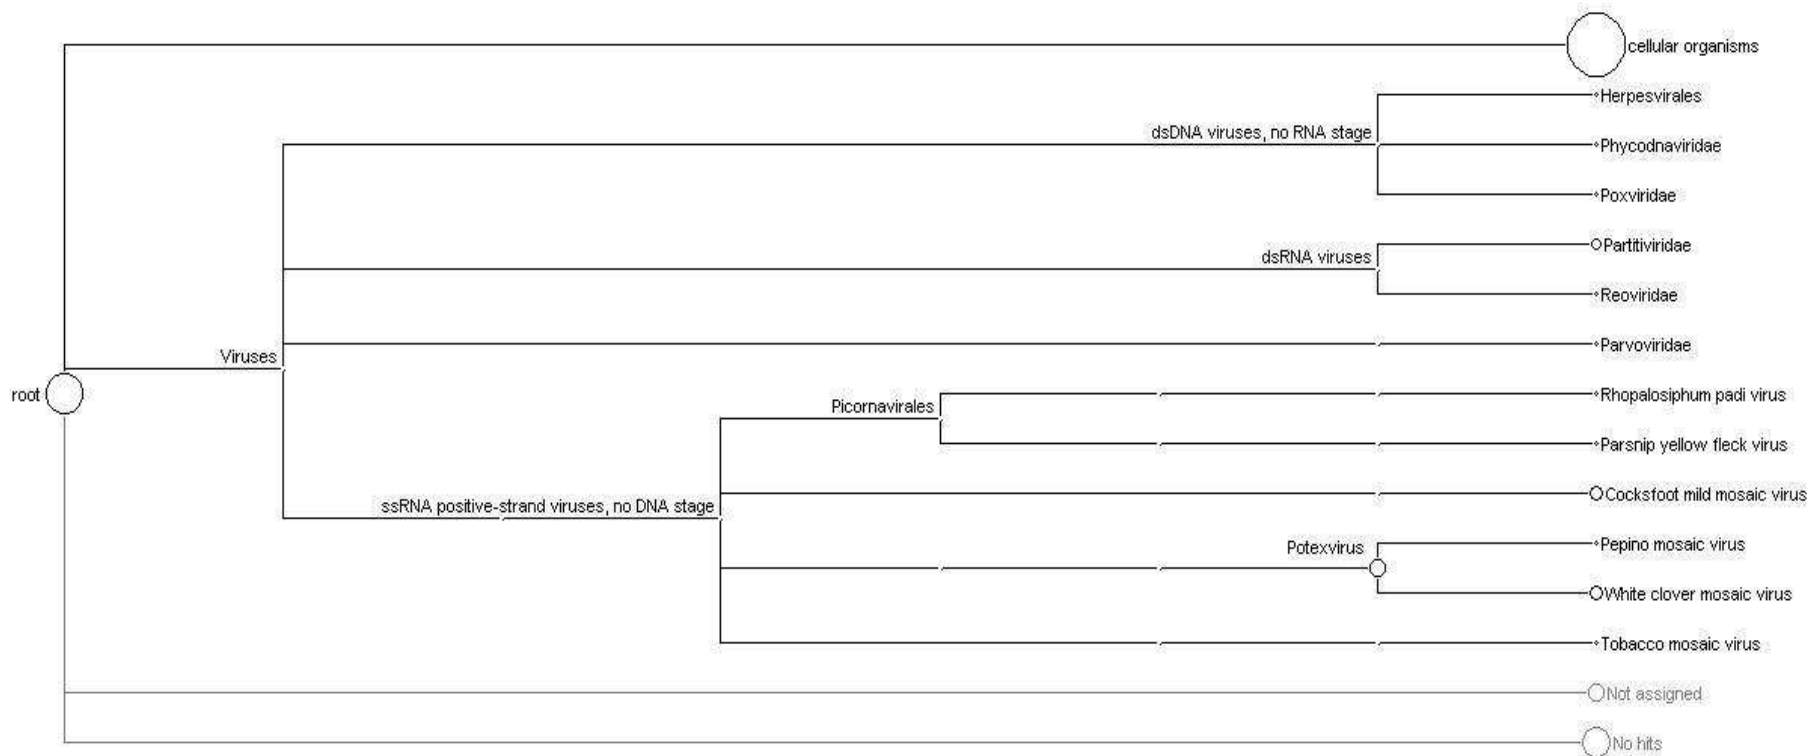 cellular organisms
Herpesvirales
dsDNA viruses, no RNA stage
Phycodnaviridae
Poxviridae
Partitiviridae
dsRNA viruses
Reoviridae
Parvoviridae
Viruses
root
Rhopalosiphum padi virus
Picornavirales
Parsnip yellow fleck virus
Cocksfoot mild mosaic virus
ssRNA positive-strand viruses, no DNA stage
Pepino mosaic virus
Potexvirus
White clover mosaic virus
Tobacco mosaic virus
Not assigned
No hits